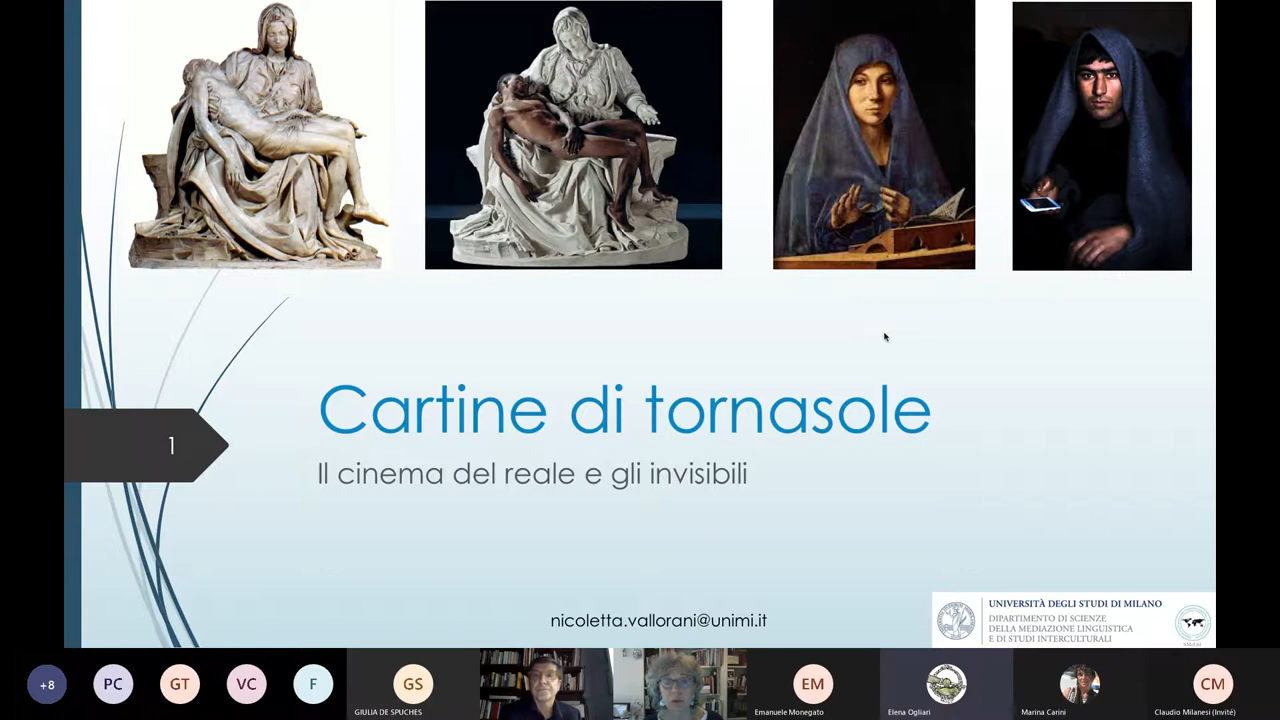 Cartine di tornasole
1
Il cinema del reale e gli invisibili
nicoletta.vallorani@unimi.it
UNIVERSITÀ DEGLI STUDI DI MILANO
DIPARTIMENTO DI SCIENZE
DELLA MEDIAZIONE LINGUISTICA
E DI STUDI INTERCULTURALI
+8
PC
GT
VC
F
GS
GIULIA DE SPUCHES
EM
Emanuele Monegato
Elena Ogliari
Marina Carini
CM
Claudio Milanesi (Invité)